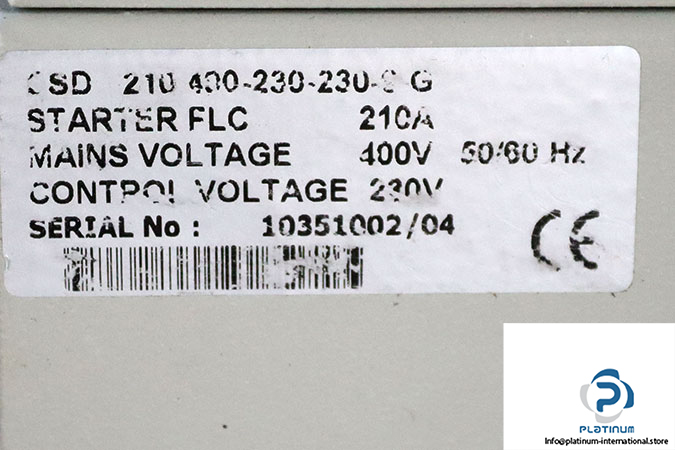 210 400-230-230- -G
STARTER FLC 210A
MAINS VOLTAGE 400V 50/60 Hz
CONTROL VOLTAGE 230V
SERIAL No : 10351002/04
CE
PLATINUM
Info@platinum-international.store